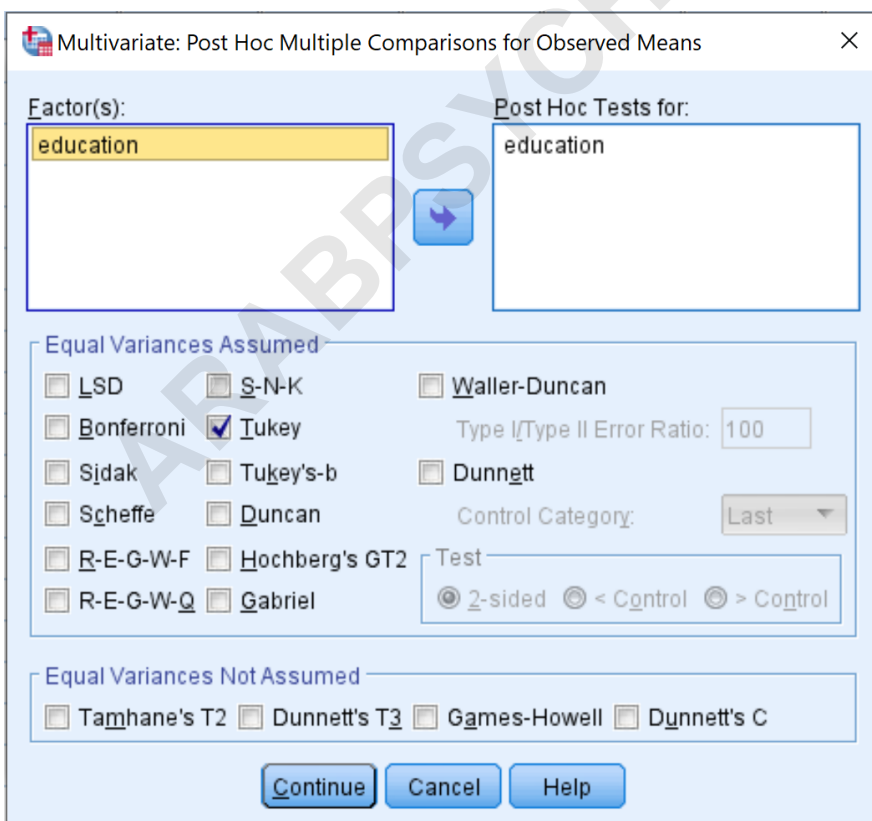 Multivariate: Post Hoc Multiple Comparisons for Observed Means
Factor(s):
education
Post Hoc Tests for:
education
Equal Variances Assumed
LSD
S-N-K
Waller-Duncan
Bonferroni
Tukey
Type I/Type II Error Ratio: 100
Sidak
Tukey's-b
Dunnett
Scheffe
Duncan
Control Category: Last
R-E-G-W-F
Hochberg's GT2
Test
R-E-G-W-Q
Gabriel
2-sided < Control > Control
Equal Variances Not Assumed
Tamhane's T2 Dunnett's T3 Games-Howell Dunnett's C
Continue Cancel Help
ARABPSYCH